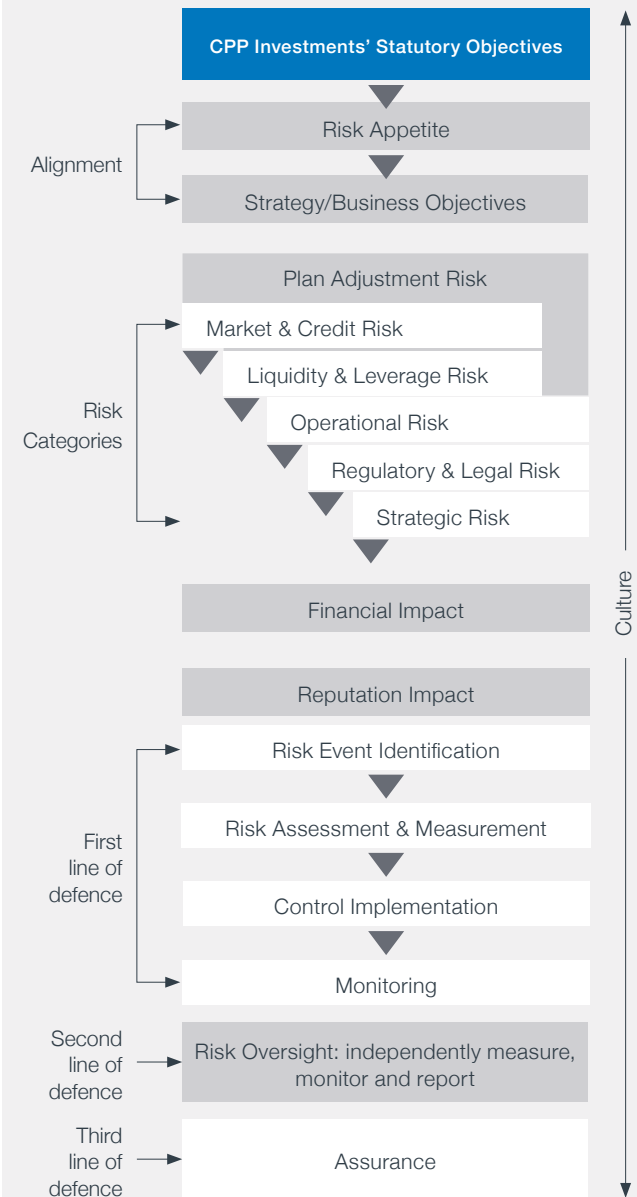 CPP Investments’ Statutory Objectives
Alignment
Risk Appetite
Strategy/Business Objectives
Plan Adjustment Risk
Risk
Categories
Market & Credit Risk
Liquidity & Leverage Risk
Operational Risk
Regulatory & Legal Risk
Strategic Risk
Culture
Financial Impact
Reputation Impact
First
line of
defence
Risk Event Identification
Risk Assessment & Measurement
Control Implementation
Monitoring
Second
line of
defence
Risk Oversight: independently measure,
monitor and report
Third
line of
defence
Assurance